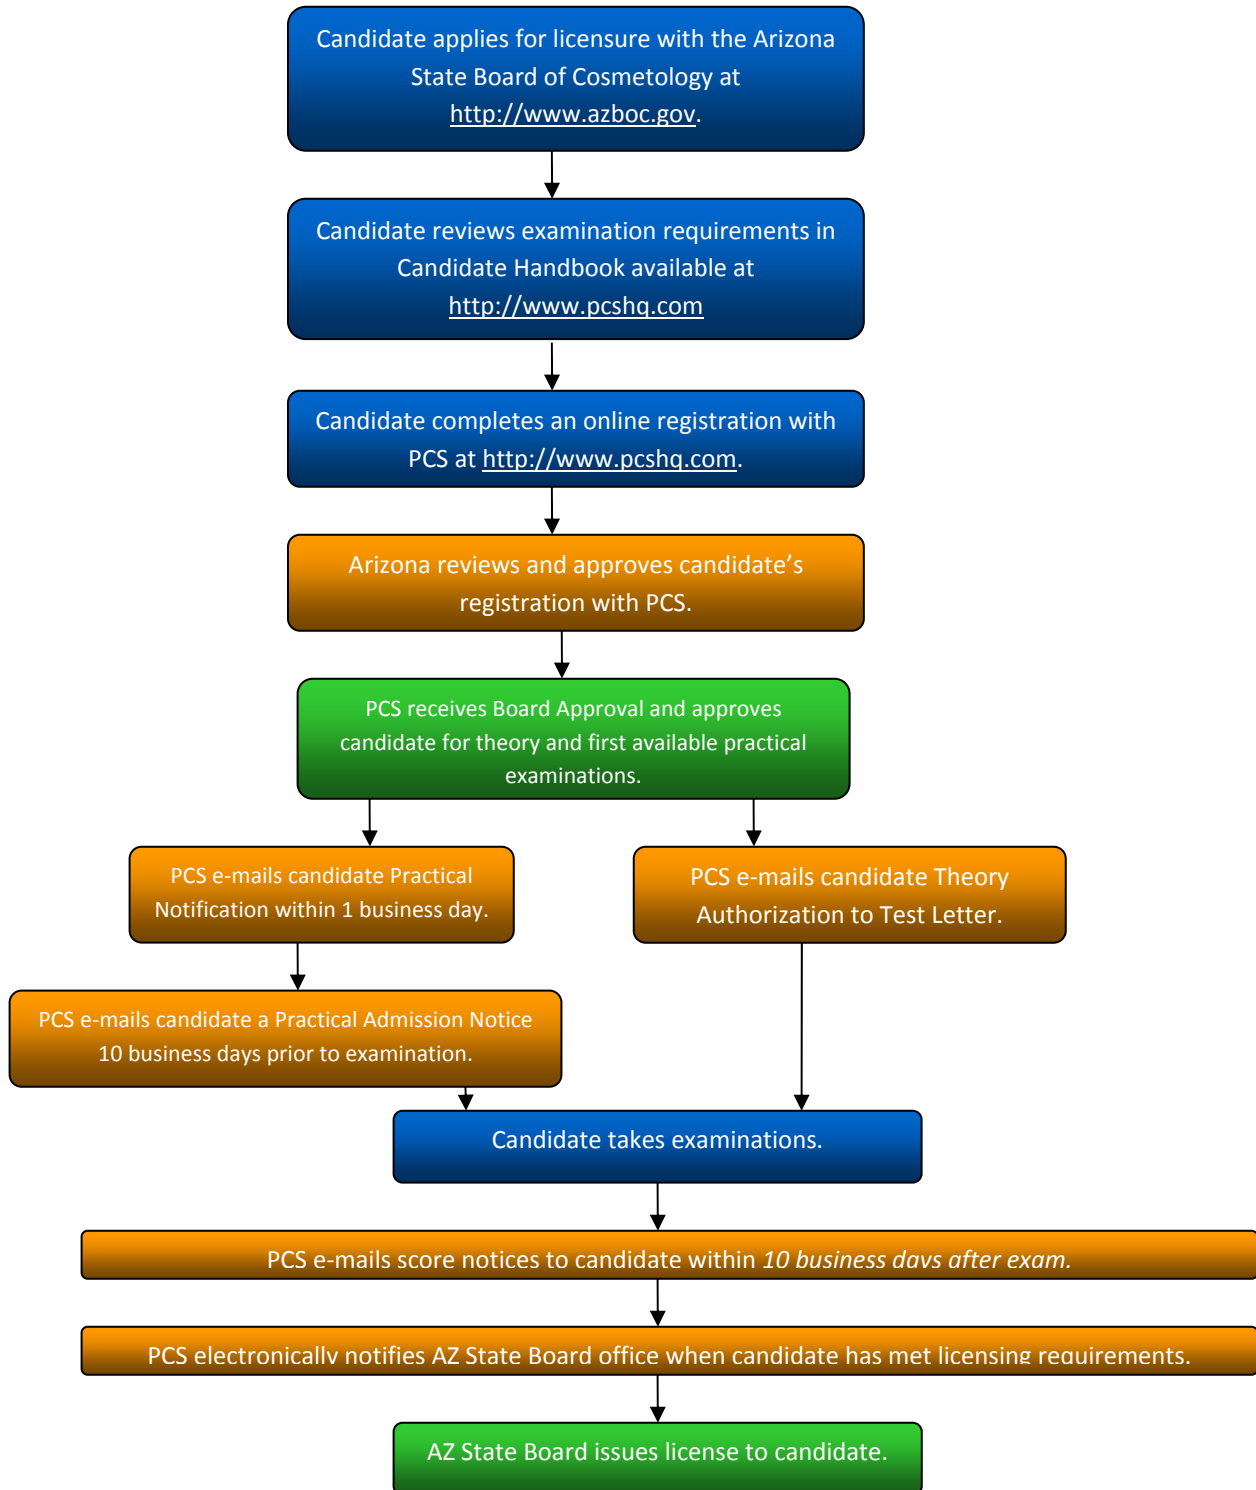 Candidate applies for licensure with the Arizona
State Board of Cosmetology at
http://www.azboc.gov.
Candidate reviews examination requirements in
Candidate Handbook available at
http://www.pcshq.com
Candidate completes an online registration with
PCS at http://www.pcshq.com.
Arizona reviews and approves candidate’s
registration with PCS.
PCS receives Board Approval and approves
candidate for theory and first available practical
examinations.
PCS e-mails candidate Practical
Notification within 1 business day.
PCS e-mails candidate Theory
Authorization to Test Letter.
PCS e-mails candidate a Practical Admission Notice
10 business days prior to examination.
Candidate takes examinations.
PCS e-mails score notices to candidate within 10 business days after exam.
PCS electronically notifies AZ State Board office when candidate has met licensing requirements.
AZ State Board issues license to candidate.